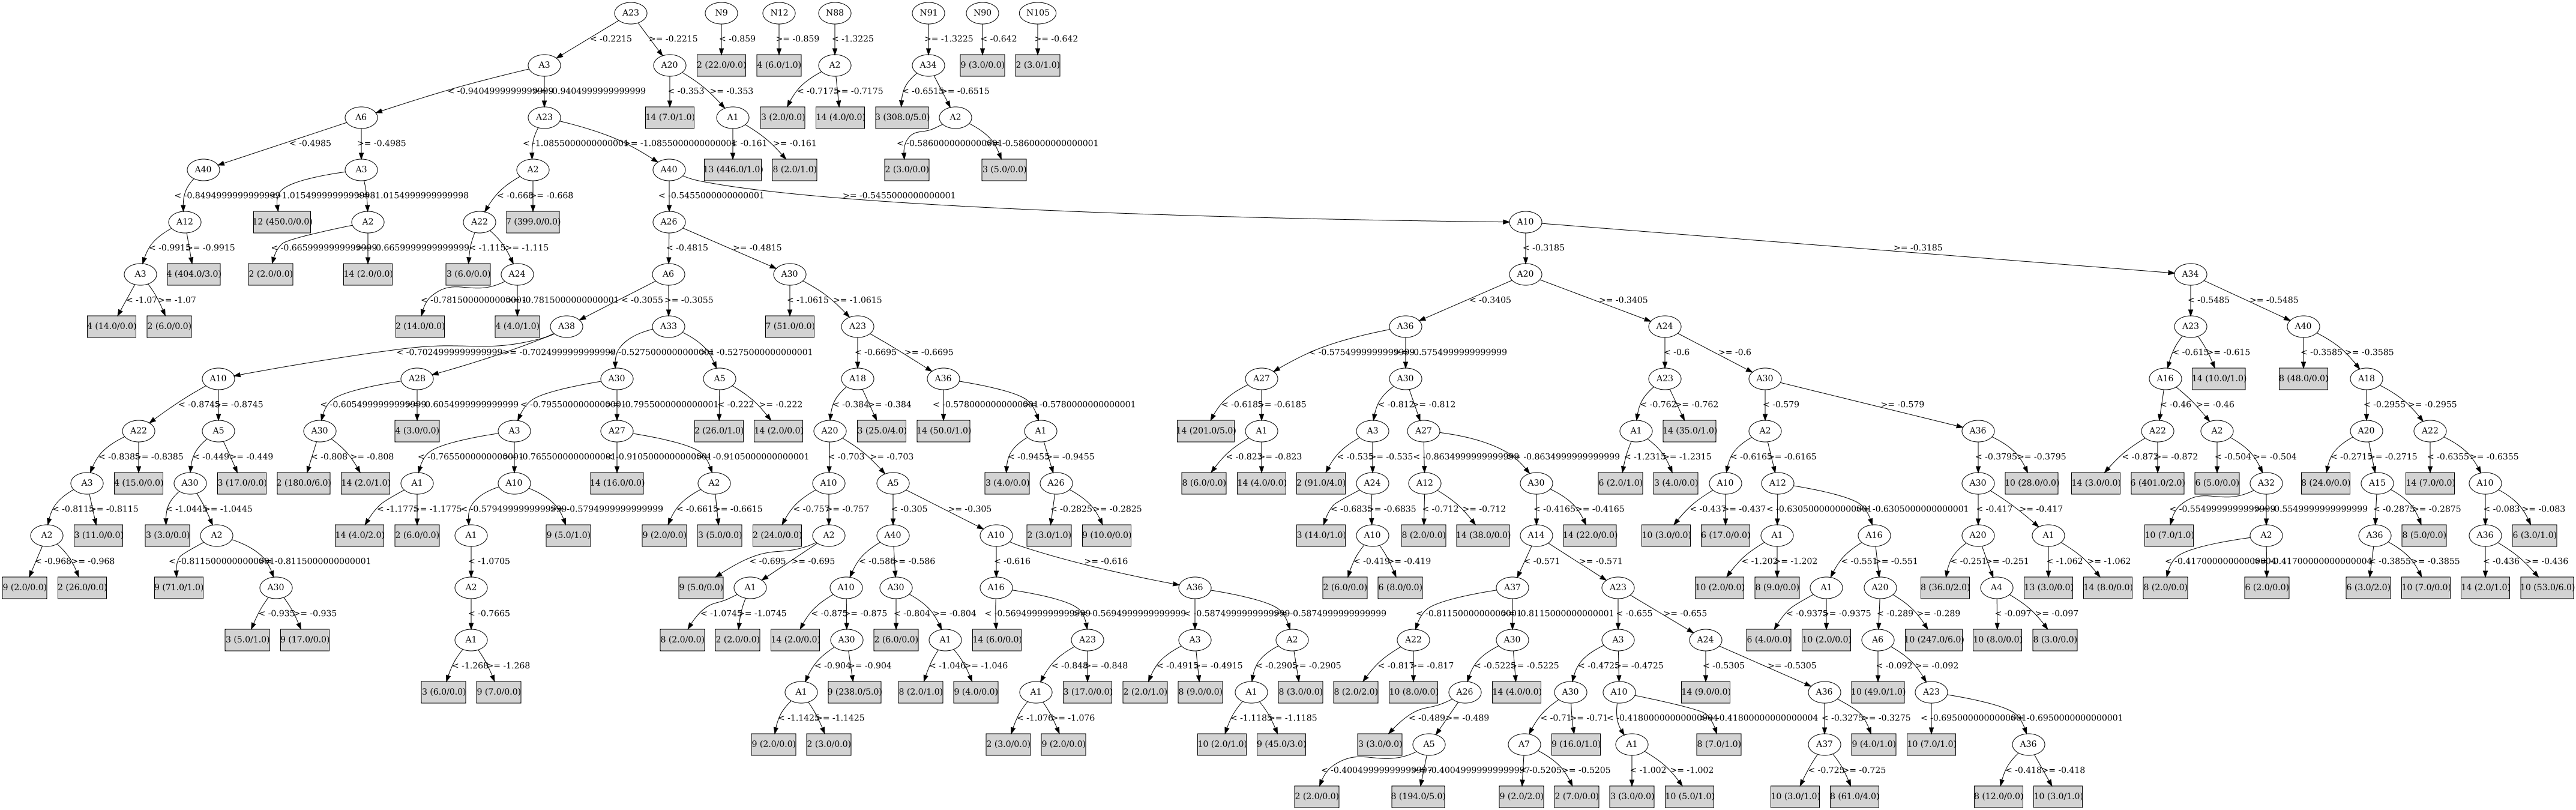 A23 N9 N12 N88 N91 N90 N105
< -0.2215 >= -0.2215 < -0.859 >= -0.859 < -1.3225 >= -1.3225 < -0.642 >= -0.642
A3 A20 2 (22.0/0.0) 4 (6.0/1.0) A2 A34 9 (3.0/0.0) 2 (3.0/1.0)
< -0.9404999999999999 >= -0.9404999999999999 < -0.353 >= -0.353 < -0.7175 >= -0.7175 < -0.6515 >= -0.6515
A6 A23 14 (7.0/1.0) A1 3 (2.0/0.0) 14 (4.0/0.0) 3 (308.0/5.0) A2
< -0.4985 >= -0.4985 < -1.0855000000000001 >= -1.0855000000000001 < -0.161 >= -0.161 < -0.5860000000000001 >= -0.5860000000000001
A40 A3 A2 A40 13 (446.0/1.0) 8 (2.0/1.0) 2 (3.0/0.0) 3 (5.0/0.0)
< -0.8494999999999999 < -1.0154999999999998 >= -1.0154999999999998 < -0.668 >= -0.668 < -0.5455000000000001 >= -0.5455000000000001
A12 12 (450.0/0.0) A2 A22 7 (399.0/0.0) A26 A10
< -0.9915 >= -0.9915 < -0.6659999999999999 >= -0.6659999999999999 < -1.115 >= -1.115 < -0.4815 >= -0.4815 < -0.3185 >= -0.3185
A3 4 (404.0/3.0) 2 (2.0/0.0) 14 (2.0/0.0) 3 (6.0/0.0) A24 A6 A30 A20 A34
< -1.07 >= -1.07 < -0.7815000000000001 >= -0.7815000000000001 < -0.3055 >= -0.3055 < -1.0615 >= -1.0615 < -0.3405 >= -0.3405 < -0.5485 >= -0.5485
4 (14.0/0.0) 2 (6.0/0.0) 2 (14.0/0.0) 4 (4.0/1.0) A38 A33 7 (51.0/0.0) A23 A36 A24 A23 A40
< -0.7024999999999999 >= -0.7024999999999999 < -0.5275000000000001 >= -0.5275000000000001 < -0.6695 >= -0.6695 < -0.5754999999999999 >= -0.5754999999999999 < -0.6 >= -0.6 < -0.615 >= -0.615 < -0.3585 >= -0.3585
A10 A28 A30 A5 A18 A36 A27 A30 A23 A30 A16 14 (10.0/1.0) 8 (48.0/0.0) A18
< -0.8745 >= -0.8745 < -0.6054999999999999 >= -0.6054999999999999 < -0.7955000000000001 >= -0.7955000000000001 < -0.222 >= -0.222 < -0.384 >= -0.384 < -0.5780000000000001 >= -0.5780000000000001 < -0.6185 >= -0.6185 < -0.812 >= -0.812 < -0.762 >= -0.762 < -0.579 >= -0.579 < -0.46 >= -0.46 < -0.2955 >= -0.2955
A22 A5 A30 4 (3.0/0.0) A3 A27 2 (26.0/1.0) 14 (2.0/0.0) A20 3 (25.0/4.0) 14 (50.0/1.0) A1 14 (201.0/5.0) A1 A3 A27 A1 14 (35.0/1.0) A2 A36 A22 A2 A20 A22
< -0.8385 >= -0.8385 < -0.449 >= -0.449 < -0.808 >= -0.808 < -0.7655000000000001 >= -0.7655000000000001 < -0.9105000000000001 >= -0.9105000000000001 < -0.703 >= -0.703 < -0.9455 >= -0.9455 < -0.823 >= -0.823 < -0.535 >= -0.535 < -0.8634999999999999 >= -0.8634999999999999 < -1.2315 >= -1.2315 < -0.6165 >= -0.6165 < -0.3795 >= -0.3795 < -0.872 >= -0.872 < -0.504 >= -0.504 < -0.2715 >= -0.2715 < -0.6355 >= -0.6355
A3 4 (15.0/0.0) A30 3 (17.0/0.0) 2 (180.0/6.0) 14 (2.0/1.0) A1 A10 14 (16.0/0.0) A2 A10 A5 3 (4.0/0.0) A26 8 (6.0/0.0) 14 (4.0/0.0) 2 (91.0/4.0) A24 A12 A30 6 (2.0/1.0) 3 (4.0/0.0) A10 A12 A30 10 (28.0/0.0) 14 (3.0/0.0) 6 (401.0/2.0) 6 (5.0/0.0) A32 8 (24.0/0.0) A15 14 (7.0/0.0) A10
< -0.8115 >= -0.8115 < -1.0445 >= -1.0445 < -1.1775 >= -1.1775 < -0.5794999999999999 >= -0.5794999999999999 < -0.6615 >= -0.6615 < -0.757 >= -0.757 < -0.305 >= -0.305 < -0.2825 >= -0.2825 < -0.6835 >= -0.6835 < -0.712 >= -0.712 < -0.4165 >= -0.4165 < -0.437 >= -0.437 < -0.6305000000000001 >= -0.6305000000000001 < -0.417 >= -0.417 < -0.5549999999999999 >= -0.5549999999999999 < -0.2875 >= -0.2875 < -0.083 >= -0.083
A2 3 (11.0/0.0) 3 (3.0/0.0) A2 14 (4.0/2.0) 2 (6.0/0.0) A1 9 (5.0/1.0) 9 (2.0/0.0) 3 (5.0/0.0) 2 (24.0/0.0) A2 A40 A10 2 (3.0/1.0) 9 (10.0/0.0) 3 (14.0/1.0) A10 8 (2.0/0.0) 14 (38.0/0.0) A14 14 (22.0/0.0) 10 (3.0/0.0) 6 (17.0/0.0) A1 A16 A20 A1 10 (7.0/1.0) A2 A36 8 (5.0/0.0) A36 6 (3.0/1.0)
< -0.968 >= -0.968 < -0.8115000000000001 >= -0.8115000000000001 < -1.0705 < -0.695 >= -0.695 < -0.586 >= -0.586 < -0.616 >= -0.616 < -0.419 >= -0.419 < -0.571 >= -0.571 < -1.202 >= -1.202 < -0.551 >= -0.551 < -0.251 >= -0.251 < -1.062 >= -1.062 < -0.41700000000000004 >= -0.41700000000000004 < -0.3855 >= -0.3855 < -0.436 >= -0.436
9 (2.0/0.0) 2 (26.0/0.0) 9 (71.0/1.0) A30 A2 9 (5.0/0.0) A1 A10 A30 A16 A36 2 (6.0/0.0) 6 (8.0/0.0) A37 A23 10 (2.0/0.0) 8 (9.0/0.0) A1 A20 8 (36.0/2.0) A4 13 (3.0/0.0) 14 (8.0/0.0) 8 (2.0/0.0) 6 (2.0/0.0) 6 (3.0/2.0) 10 (7.0/0.0) 14 (2.0/1.0) 10 (53.0/6.0)
< -0.935 >= -0.935 < -0.7665 < -1.0745 >= -1.0745 < -0.875 >= -0.875 < -0.804 >= -0.804 < -0.5694999999999999 >= -0.5694999999999999 < -0.5874999999999999 >= -0.5874999999999999 < -0.8115000000000001 >= -0.8115000000000001 < -0.655 >= -0.655 < -0.9375 >= -0.9375 < -0.289 >= -0.289 < -0.097 >= -0.097
3 (5.0/1.0) 9 (17.0/0.0) A1 8 (2.0/0.0) 2 (2.0/0.0) 14 (2.0/0.0) A30 2 (6.0/0.0) A1 14 (6.0/0.0) A23 A3 A2 A22 A30 A3 A24 6 (4.0/0.0) 10 (2.0/0.0) A6 10 (247.0/6.0) 10 (8.0/0.0) 8 (3.0/0.0)
< -1.268 >= -1.268 < -0.904 >= -0.904 < -1.046 >= -1.046 < -0.848 >= -0.848 < -0.4915 >= -0.4915 < -0.2905 >= -0.2905 < -0.817 >= -0.817 < -0.5225 >= -0.5225 < -0.4725 >= -0.4725 < -0.5305 >= -0.5305 < -0.092 >= -0.092
3 (6.0/0.0) 9 (7.0/0.0) A1 9 (238.0/5.0) 8 (2.0/1.0) 9 (4.0/0.0) A1 3 (17.0/0.0) 2 (2.0/1.0) 8 (9.0/0.0) A1 8 (3.0/0.0) 8 (2.0/2.0) 10 (8.0/0.0) A26 14 (4.0/0.0) A30 A10 14 (9.0/0.0) A36 10 (49.0/1.0) A23
< -1.1425 >= -1.1425 < -1.076 >= -1.076 < -1.1185 >= -1.1185 < -0.489 >= -0.489 < -0.71 >= -0.71 < -0.41800000000000004 >= -0.41800000000000004 < -0.3275 >= -0.3275 < -0.6950000000000001 >= -0.6950000000000001
9 (2.0/0.0) 2 (3.0/0.0) 2 (3.0/0.0) 9 (2.0/0.0) 10 (2.0/1.0) 9 (45.0/3.0) 3 (3.0/0.0) A5 A7 9 (16.0/1.0) A1 8 (7.0/1.0) A37 9 (4.0/1.0) 10 (7.0/1.0) A36
< -0.4004999999999997 >= -0.4004999999999997 < -0.5205 >= -0.5205 < -1.002 >= -1.002 < -0.725 >= -0.725 < -0.418 >= -0.418
2 (2.0/0.0) 8 (194.0/5.0) 9 (2.0/2.0) 2 (7.0/0.0) 3 (3.0/0.0) 10 (5.0/1.0) 10 (3.0/1.0) 8 (61.0/4.0) 8 (12.0/0.0) 10 (3.0/1.0)